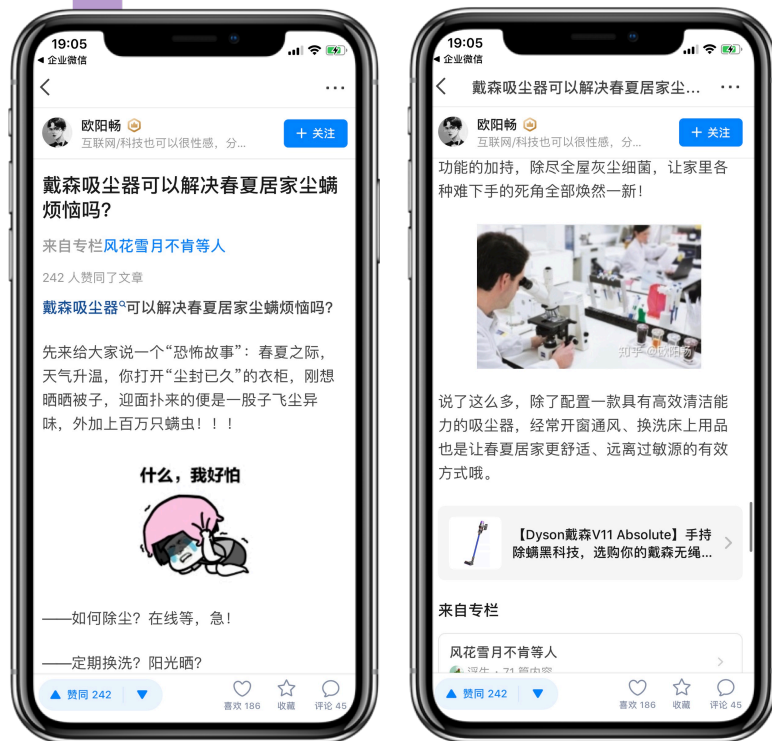 19:05
企业微信
欧阳畅
互联网/科技也可以很性感，分...
+ 关注
戴森吸尘器可以解决春夏居家尘螨
烦恼吗?
来自专栏风花雪月不肯等人
242 人赞同了文章
戴森吸尘器可以解决春夏居家尘螨烦恼吗?
先来给大家说一个“恐怖故事”：春夏之际，
天气升温，你打开“尘封已久”的衣柜，刚想
晒晒被子，迎面扑来的便是一股子飞尘异
味，外加上百万只螨虫！！！
什么，我好怕
——如何除尘？在线等，急！
——定期换洗？阳光晒？
赞同 242
喜欢 186
收藏
评论 45
19:05
企业微信
戴森吸尘器可以解决春夏居家尘...
欧阳畅
互联网/科技也可以很性感，分...
+ 关注
功能的加持，除尽全屋灰尘细菌，让家里各
种难下手的死角全部焕然一新！
知乎 @欧阳畅
说了这么多，除了配置一款具有高效清洁能
力的吸尘器，经常开窗通风、换洗床上用品
也是让春夏居家更舒适、远离过敏源的有效
方式哦。
【Dyson戴森V11 Absolute】手持
除螨黑科技，选购你的戴森无绳...
来自专栏
风花雪月不肯等人
浮生 · 71 篇内容
赞同 242
喜欢 186
收藏
评论 45